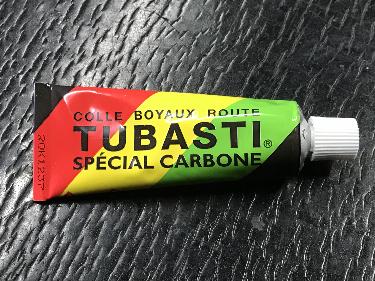 COLLE BOYAUX ROUTE
TUBASTI®
SPÉCIAL CARBONE